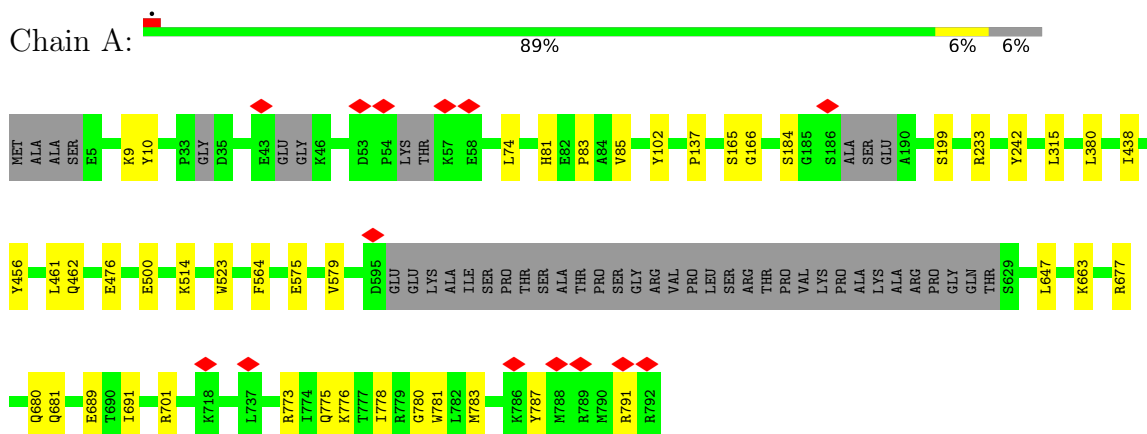 Chain A:
89% 6% 6%
MET ALA ALA SER E5 K9 Y10 P33 GLY D35 E43 GLU GLY K46 D53 P54 LYS THR K57 E58 L74 H81 E82 P83 A84 V85 Y102 P137 S165 G166 S184 G185 S186 ALA SER GLU A190 S199 R233 Y242 L315 L380 I438
Y456 L461 Q462 E476 E500 K514 W523 F564 E575 V579 D595 GLU GLU LYS ALA ILE SER PRO THR SER ALA THR PRO SER GLY ARG VAL PRO LEU SER ARG THR PRO VAL LYS PRO ALA LYS ALA ARG PRO GLY GLN THR S629 L647 K663 R677
Q680 Q681 E689 T690 I691 R701 K718 L737 R773 I774 Q775 K776 T777 I778 R779 G780 W781 L782 M783 K786 Y787 M788 R789 M790 R791 R792